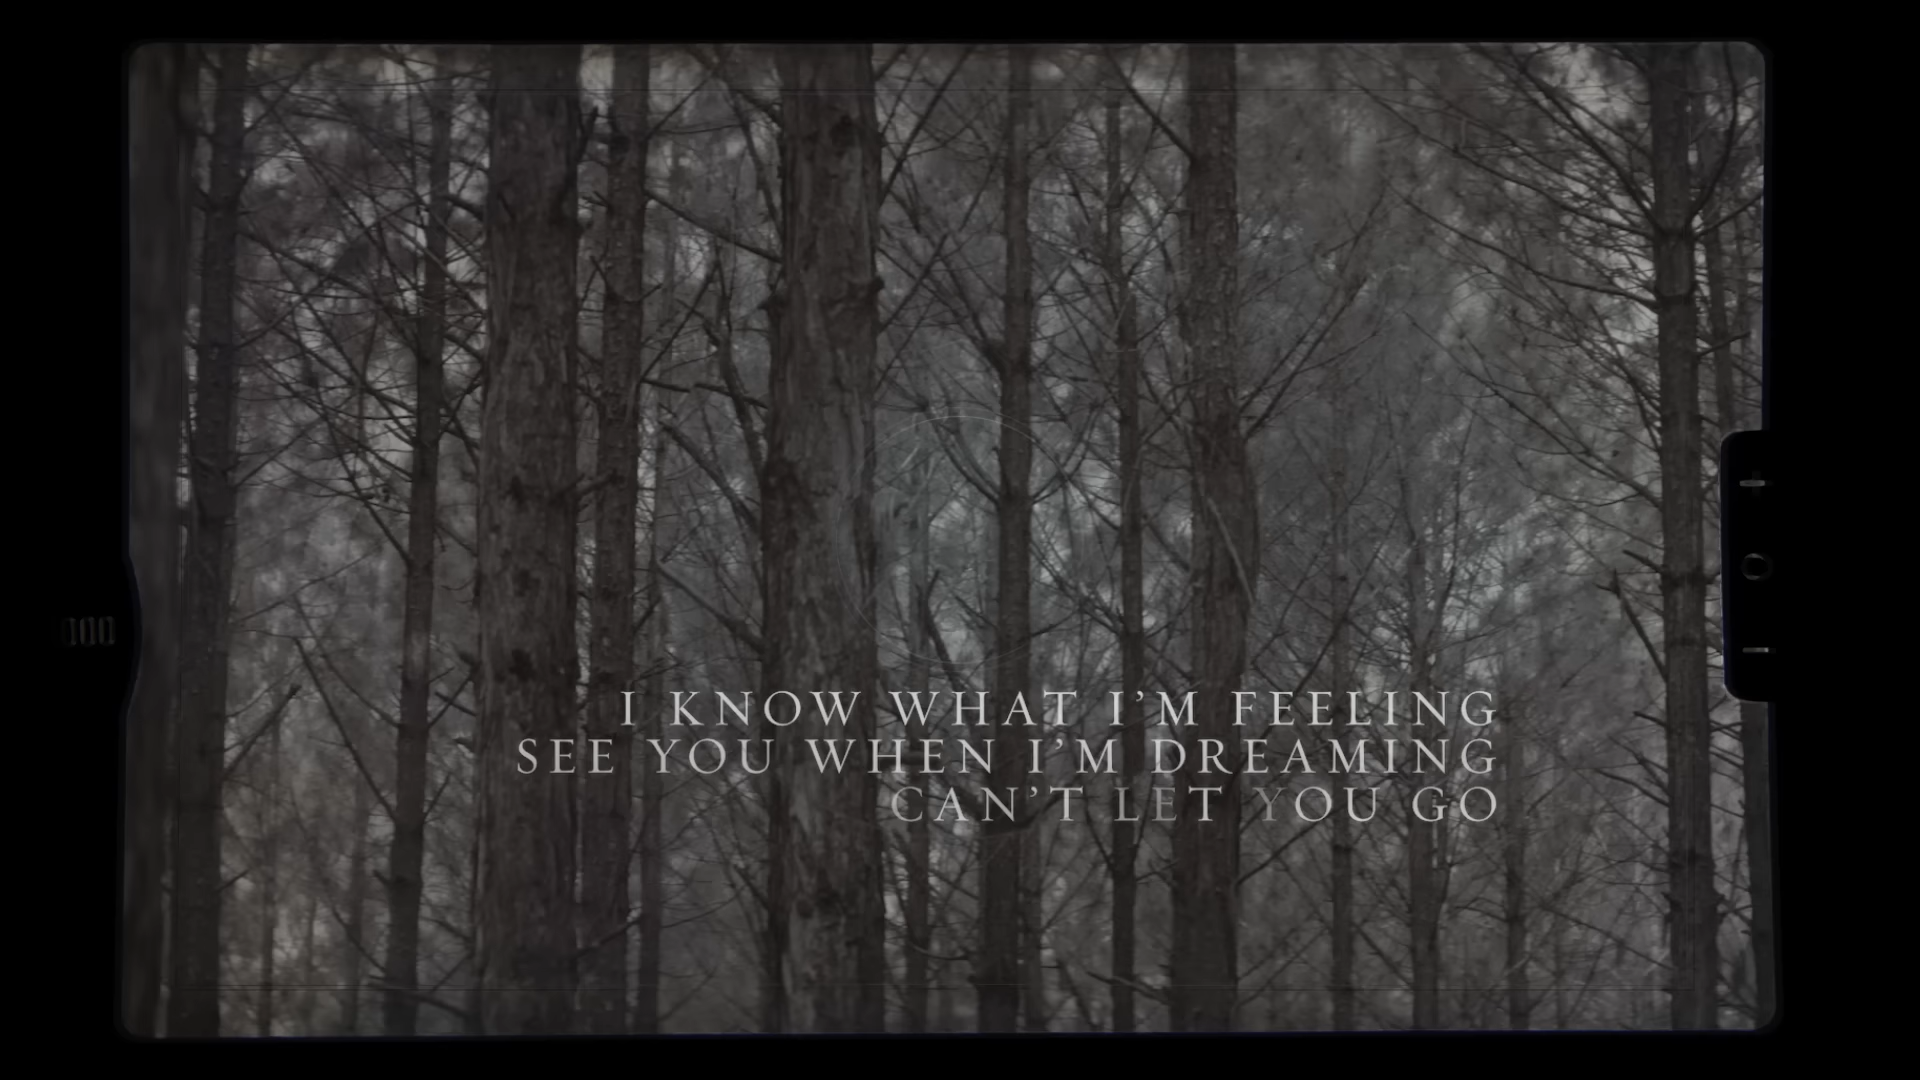 I KNOW WHAT I'M FEELING
SEE YOU WHEN I'M DREAMING
CAN'T LET YOU GO